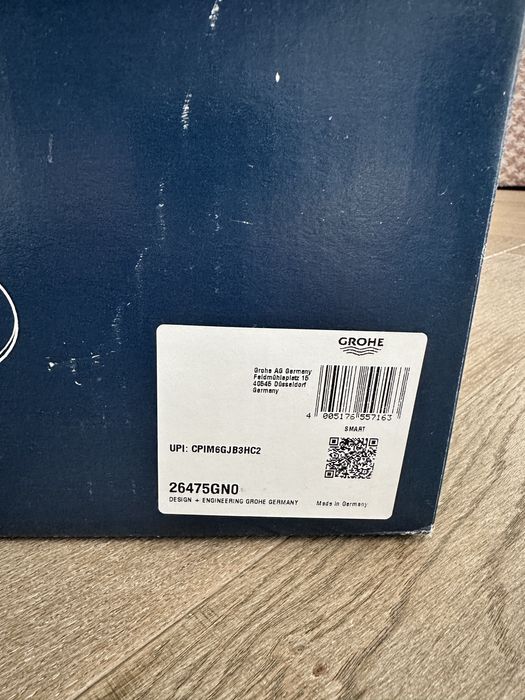 GROHE
Grohe AG Germany
Feldmühleplatz 15
40545 Düsseldorf
Germany
4 005176 557163
SMART
UPI: CPIM6GJB3HC2
26475GN0
DESIGN + ENGINEERING GROHE GERMANY
Made in Germany